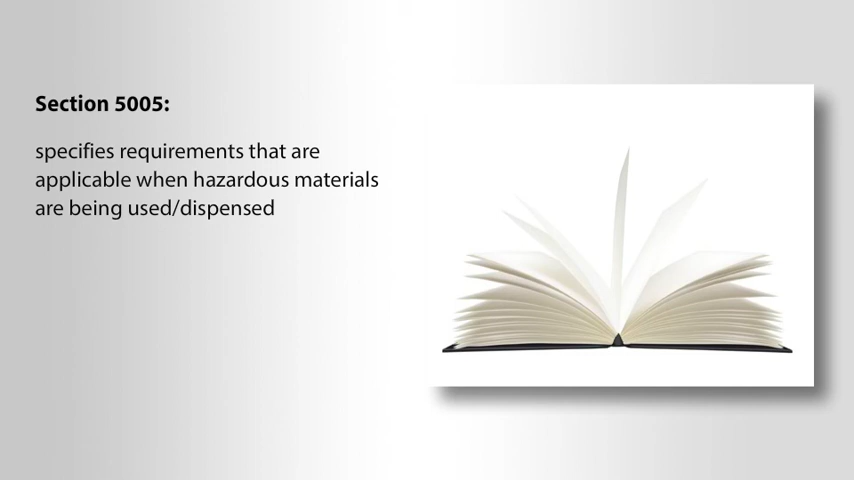 Section 5005:
specifies requirements that are
applicable when hazardous materials
are being used/dispensed